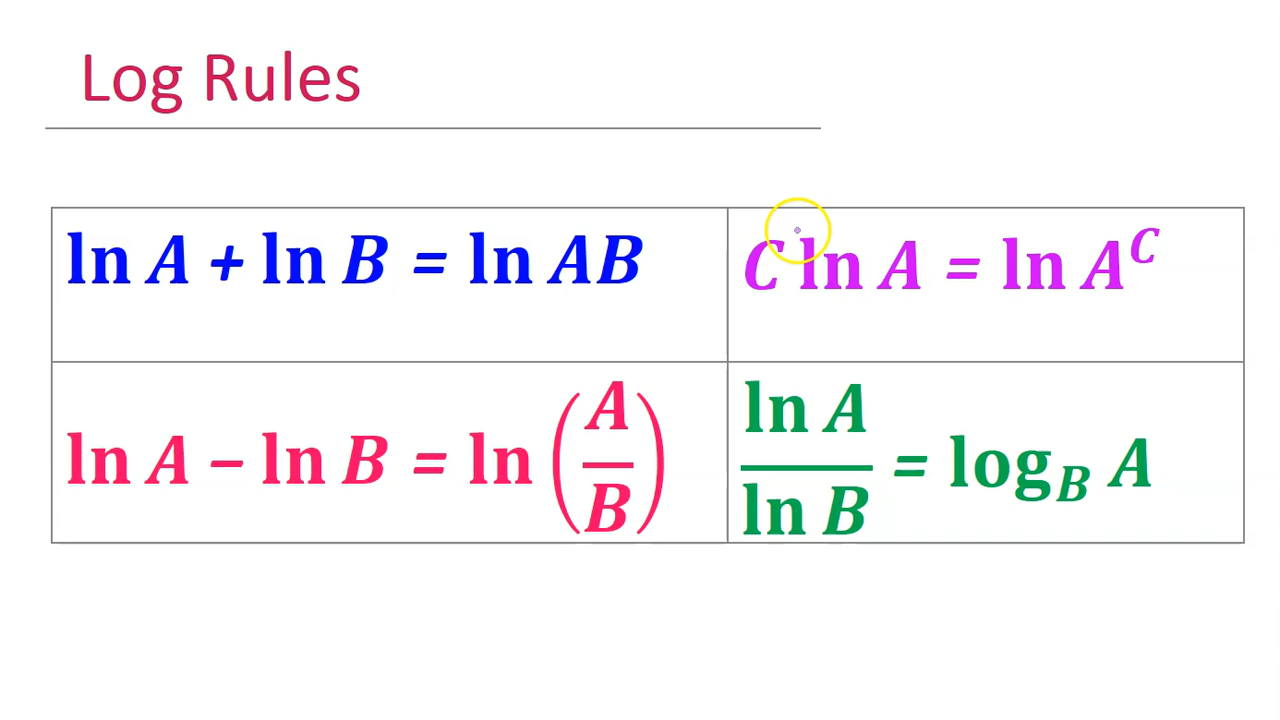 Log Rules
ln A + ln B = ln AB
C ln A = ln A^C
ln A − ln B = ln (A/B)
ln A / ln B = log_B A